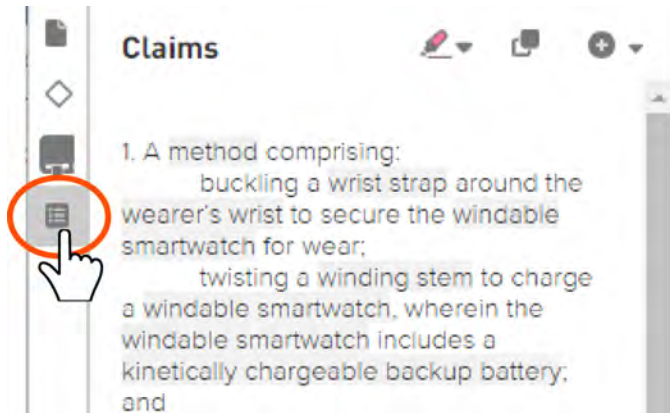 Claims
1. A method comprising:
buckling a wrist strap around the
wearer's wrist to secure the windable
smartwatch for wear;
twisting a winding stem to charge
a windable smartwatch, wherein the
windable smartwatch includes a
kinetically chargeable backup battery;
and